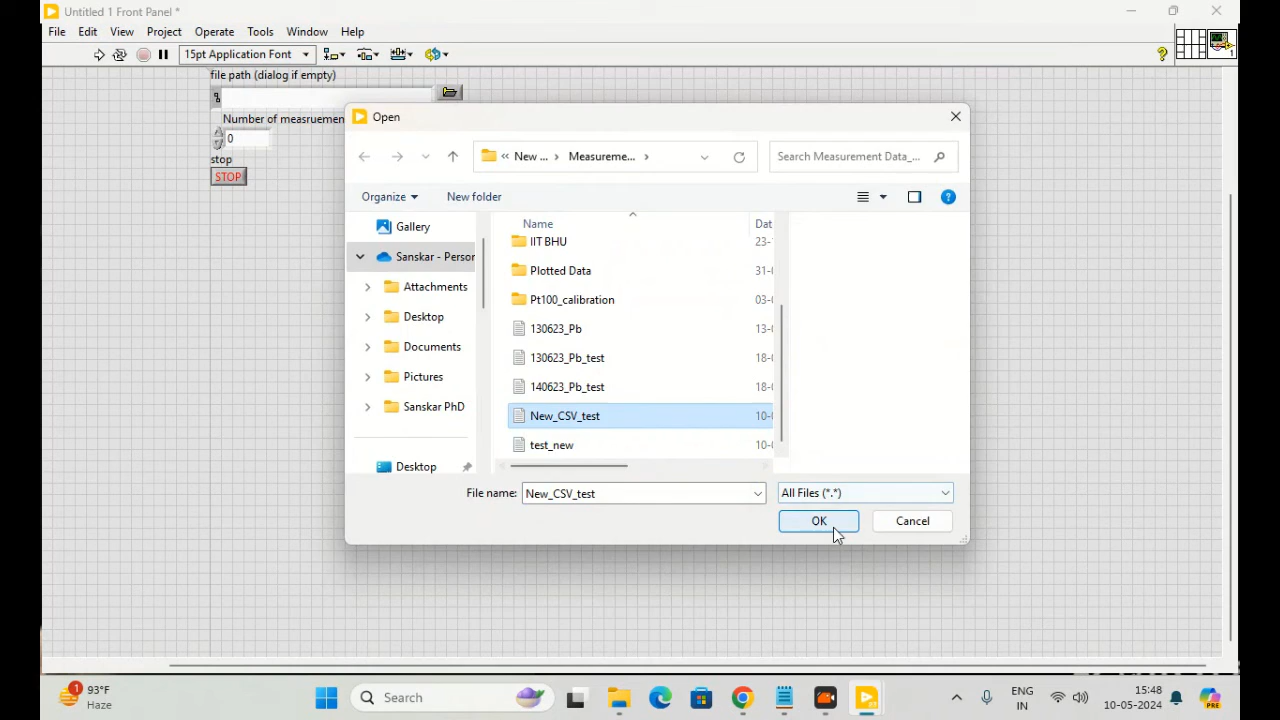 Untitled 1 Front Panel *
File Edit View Project Operate Tools Window Help
15pt Application Font
?
1
file path (dialog if empty)
Number of measruemen
0
stop
STOP
Open
« New ... › Measureme... ›
Search Measurement Data_...
Organize
New folder
?
Gallery
Sanskar - Persor
Attachments
Desktop
Documents
Pictures
Sanskar PhD
Desktop
Name Dat
IIT BHU 23-
Plotted Data 31-
Pt100_calibration 03-
130623_Pb 13-
130623_Pb_test 18-
140623_Pb_test 18-
New_CSV_test 10-
test_new 10-
File name: New_CSV_test All Files (*.*)
OK Cancel
1
93°F
Haze
Search
ENG
IN
15:48
10-05-2024
PRE